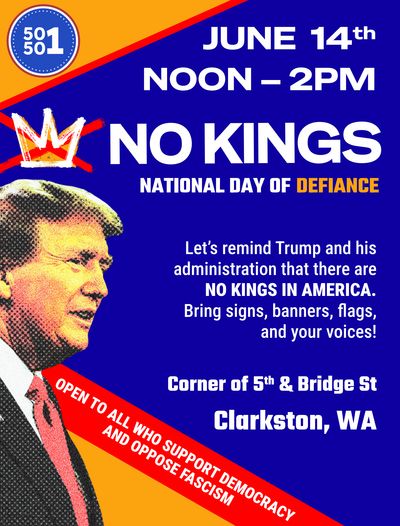 50
50 1
JUNE 14th
NOON – 2PM
NO KINGS
NATIONAL DAY OF DEFIANCE
Let's remind Trump and his
administration that there are
NO KINGS IN AMERICA.
Bring signs, banners, flags,
and your voices!
Corner of 5th & Bridge St
Clarkston, WA
OPEN TO ALL WHO SUPPORT DEMOCRACY
AND OPPOSE FASCISM